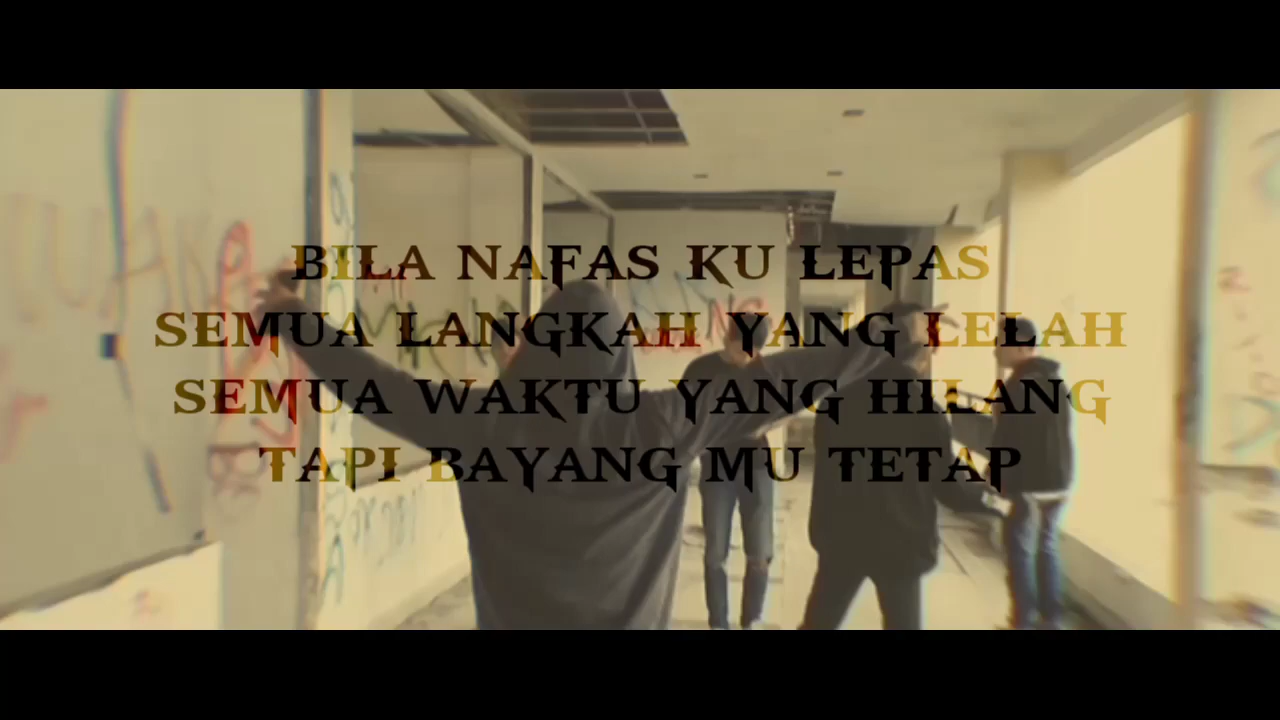 BILA NAFAS KU LEPAS
SEMUA LANGKAH YANG LELAH
SEMUA WAKTU YANG HILANG
TAPI BAYANG MU TETAP